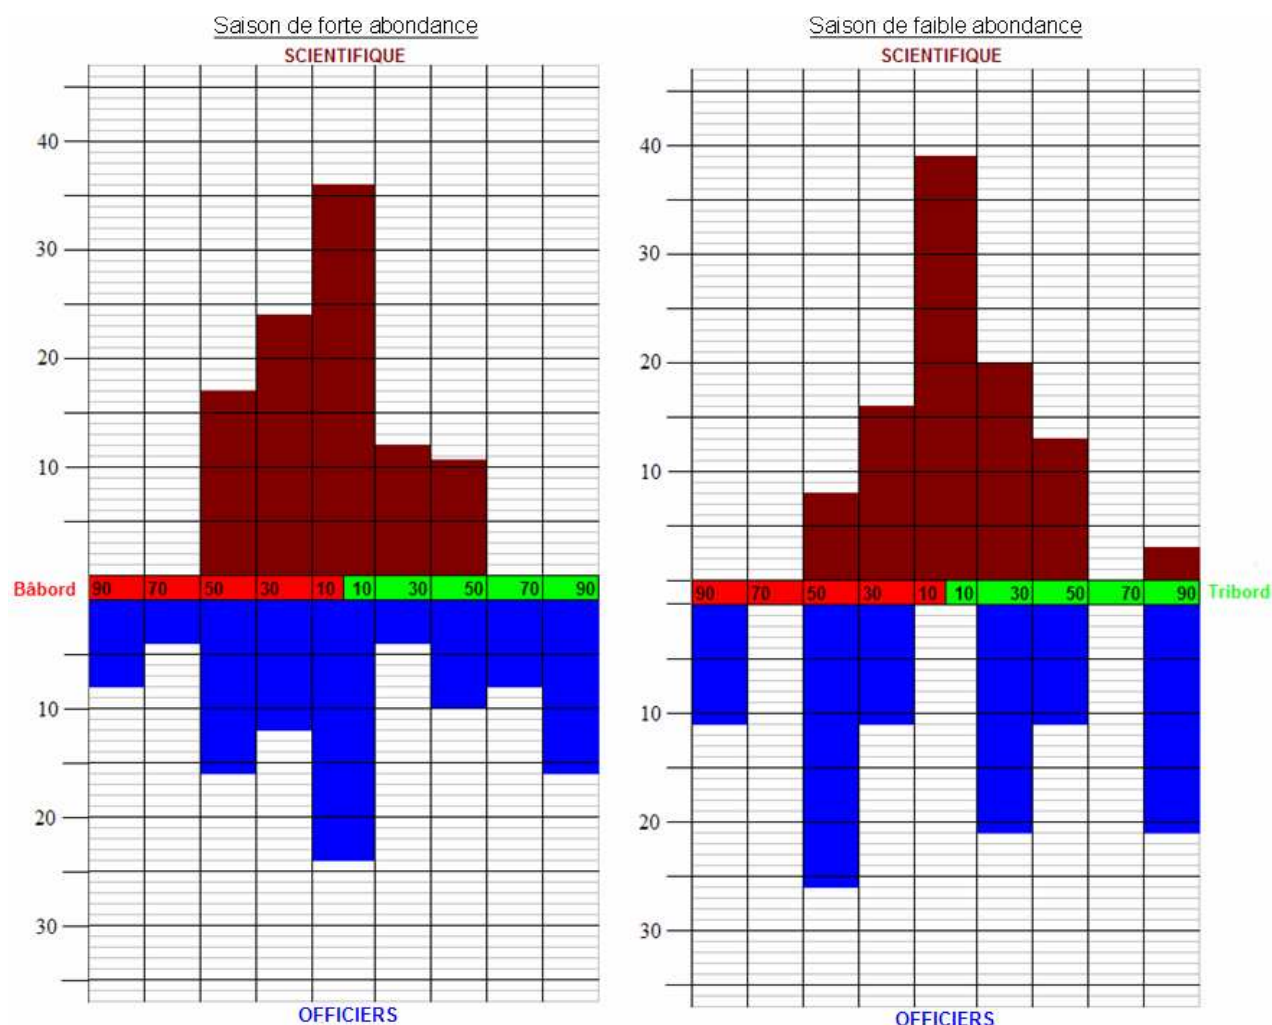 Saison de forte abondance
SCIENTIFIQUE
40
30
20
10
Bâbord 90 70 50 30 10 10 30 50 70 90
10
20
30
OFFICIERS
Saison de faible abondance
SCIENTIFIQUE
40
30
20
10
90 70 50 30 10 10 30 50 70 90 Tribord
10
20
30
OFFICIERS